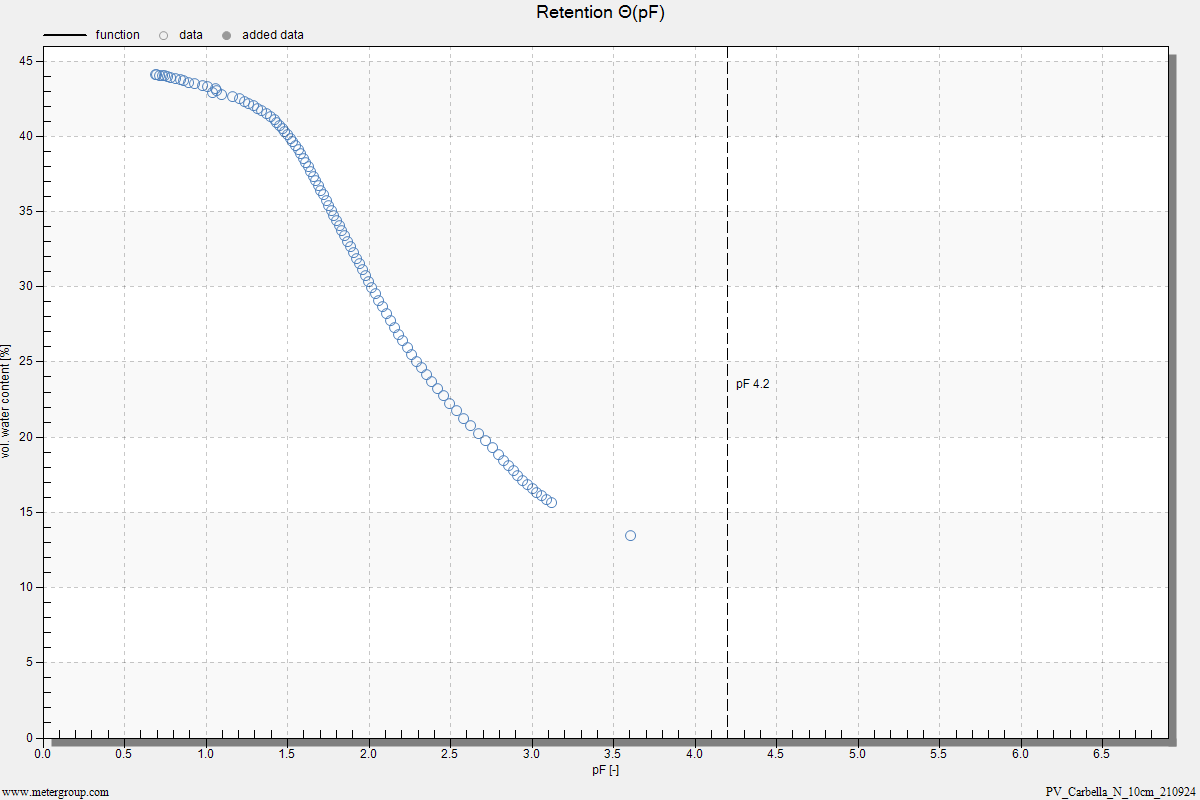 Retention Θ(pF)
function data added data
45
40
35
30
25
20
15
10
5
0
vol. water content [%]
pF 4.2
0.0 0.5 1.0 1.5 2.0 2.5 3.0 3.5 4.0 4.5 5.0 5.5 6.0 6.5
pF [-]
www.metergroup.com PV_Carbella_N_10cm_210924